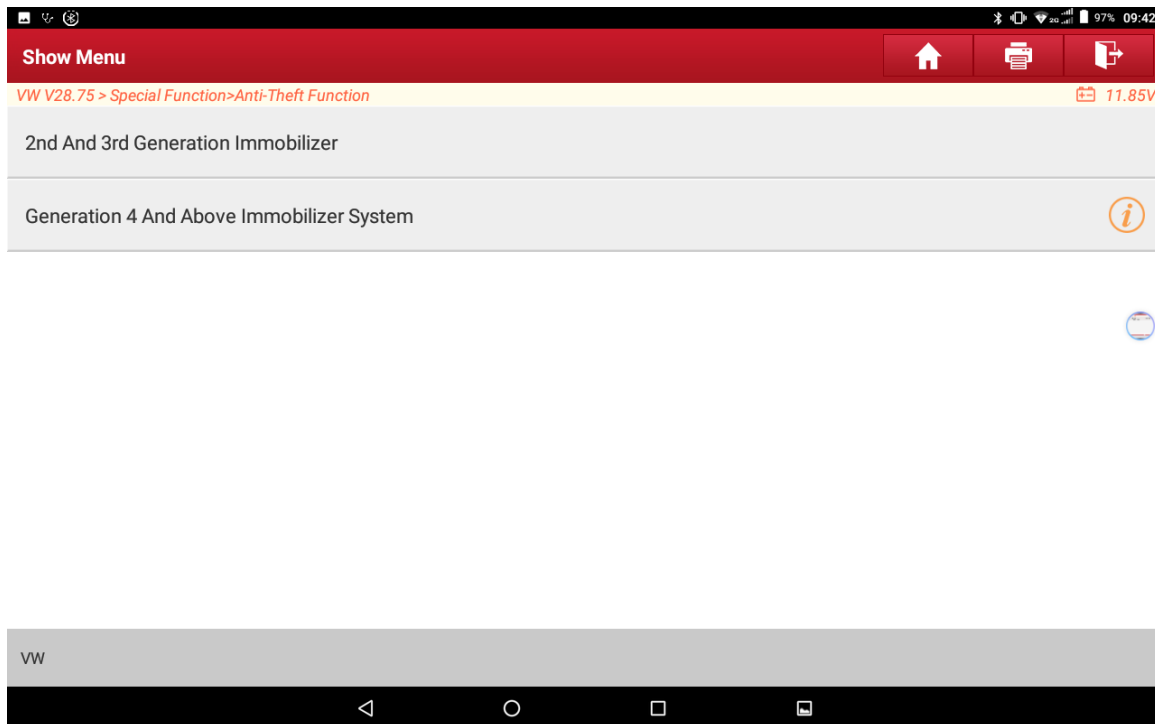 2G 97% 09:42
Show Menu
VW V28.75 > Special Function>Anti-Theft Function 11.85V
2nd And 3rd Generation Immobilizer
Generation 4 And Above Immobilizer System
i
VW